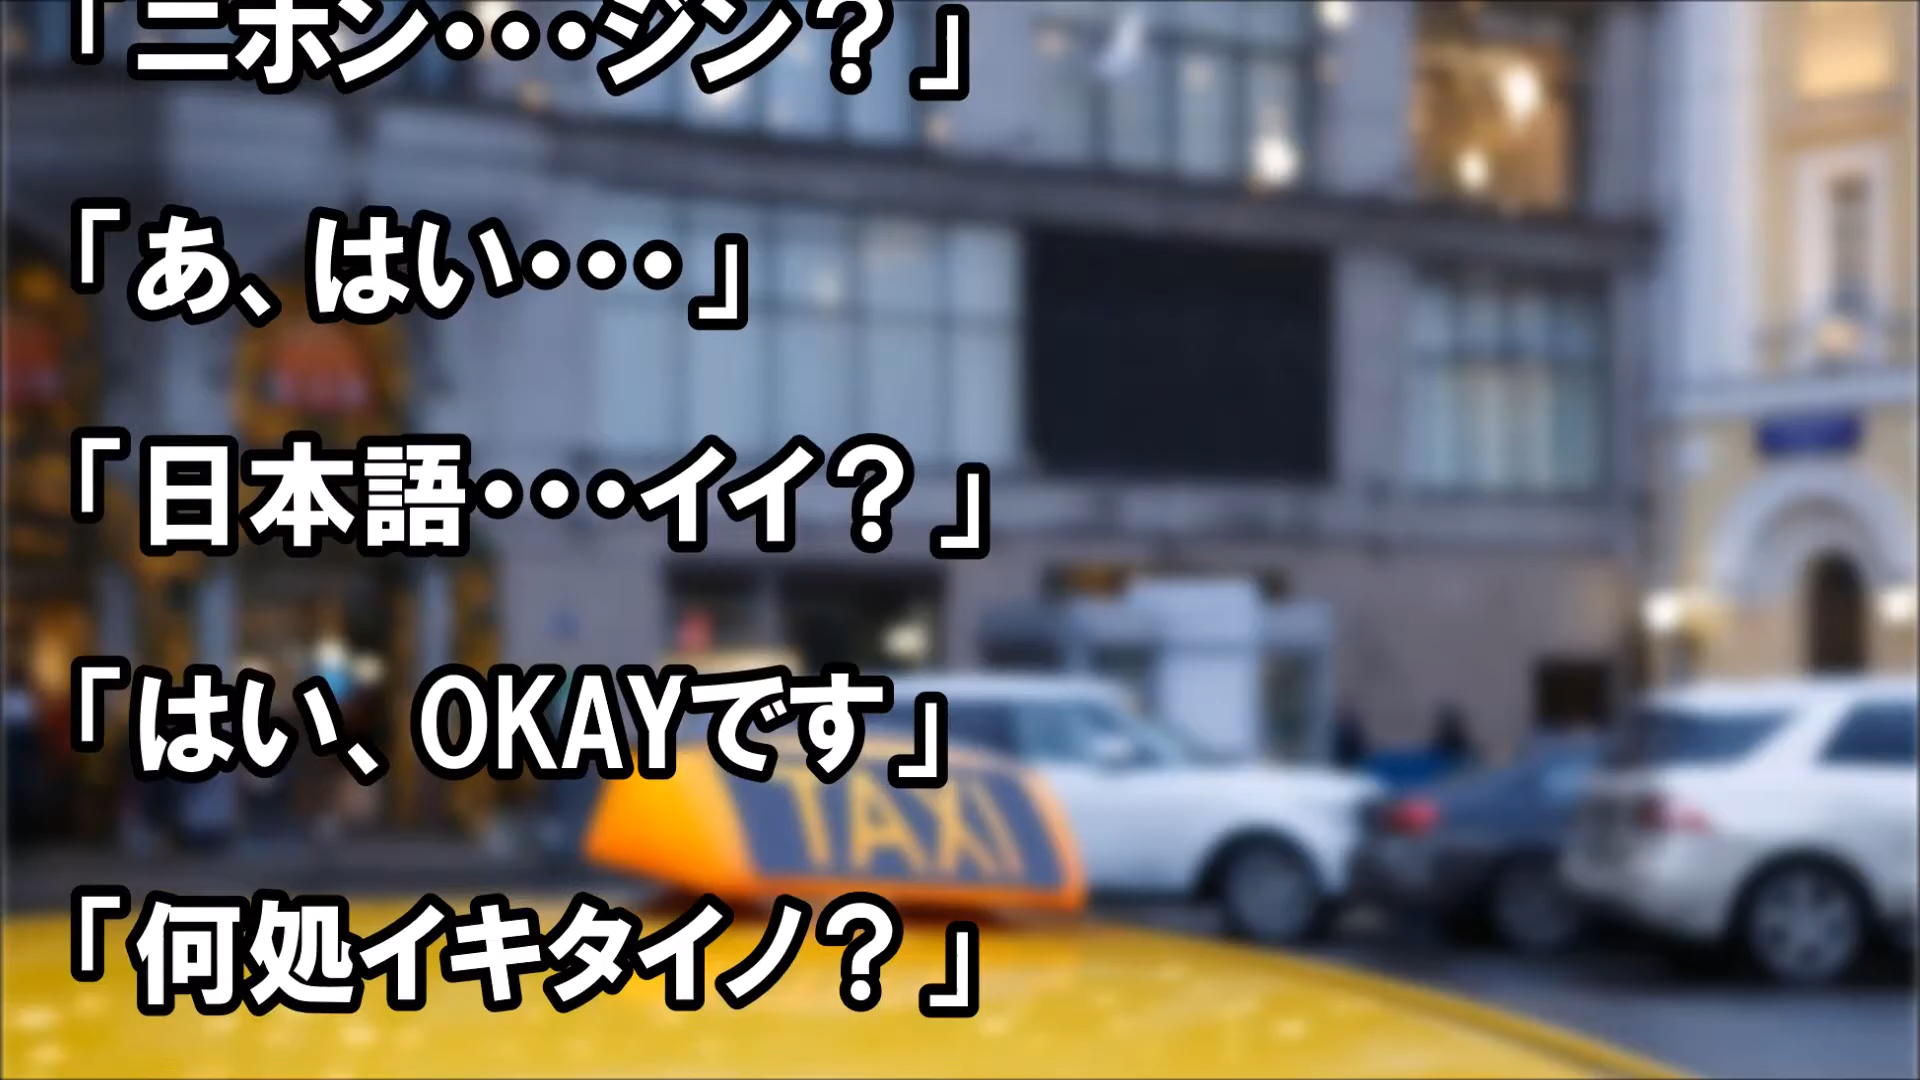 「ニホン・・・ジン？」
「あ、はい・・・」
「日本語・・・イイ？」
「はい、OKAYです」
「何処イキタイノ？」
TAXI